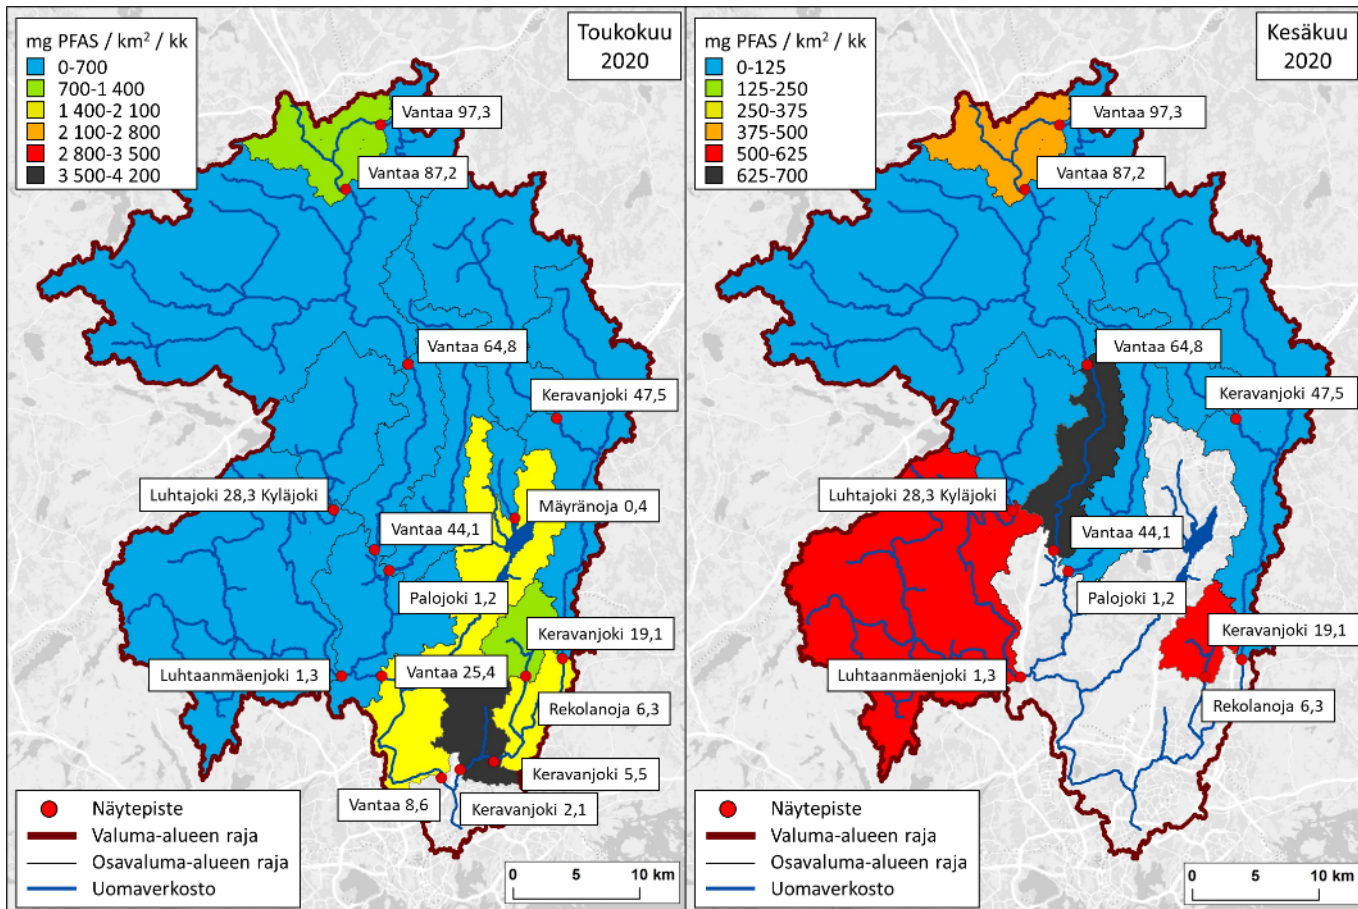 mg PFAS / km² / kk
0-700
700-1 400
1 400-2 100
2 100-2 800
2 800-3 500
3 500-4 200
Toukokuu
2020
Vantaa 97,3
Vantaa 87,2
Vantaa 64,8
Keravanjoki 47,5
Luhtajoki 28,3 Kyläjoki
Mäyränoja 0,4
Vantaa 44,1
Palojoki 1,2
Keravanjoki 19,1
Vantaa 25,4
Luhtaanmäenjoki 1,3
Rekolanoja 6,3
Keravanjoki 5,5
Vantaa 8,6
Keravanjoki 2,1
Näytepiste
Valuma-alueen raja
Osavaluma-alueen raja
Uomaverkosto
0 5 10 km
mg PFAS / km² / kk
0-125
125-250
250-375
375-500
500-625
625-700
Kesäkuu
2020
Vantaa 97,3
Vantaa 87,2
Vantaa 64,8
Keravanjoki 47,5
Luhtajoki 28,3 Kyläjoki
Vantaa 44,1
Palojoki 1,2
Keravanjoki 19,1
Luhtaanmäenjoki 1,3
Rekolanoja 6,3
Näytepiste
Valuma-alueen raja
Osavaluma-alueen raja
Uomaverkosto
0 5 10 km